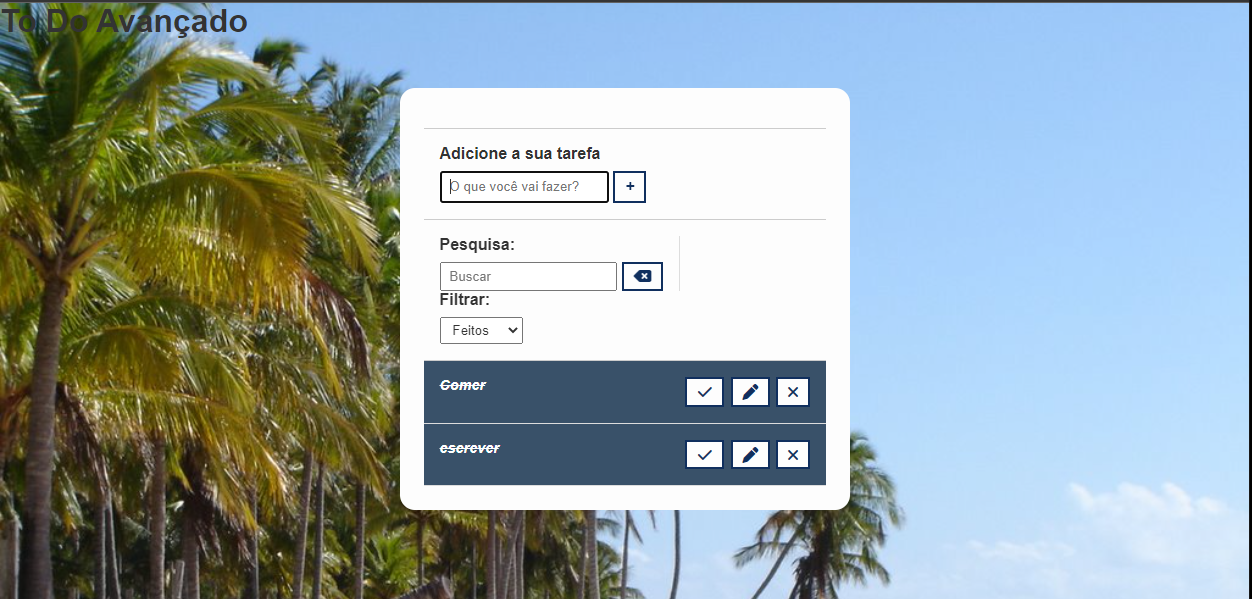 To Do Avançado
Adicione a sua tarefa
O que você vai fazer? +
Pesquisa:
Buscar
Filtrar:
Feitos
Comer
escrever